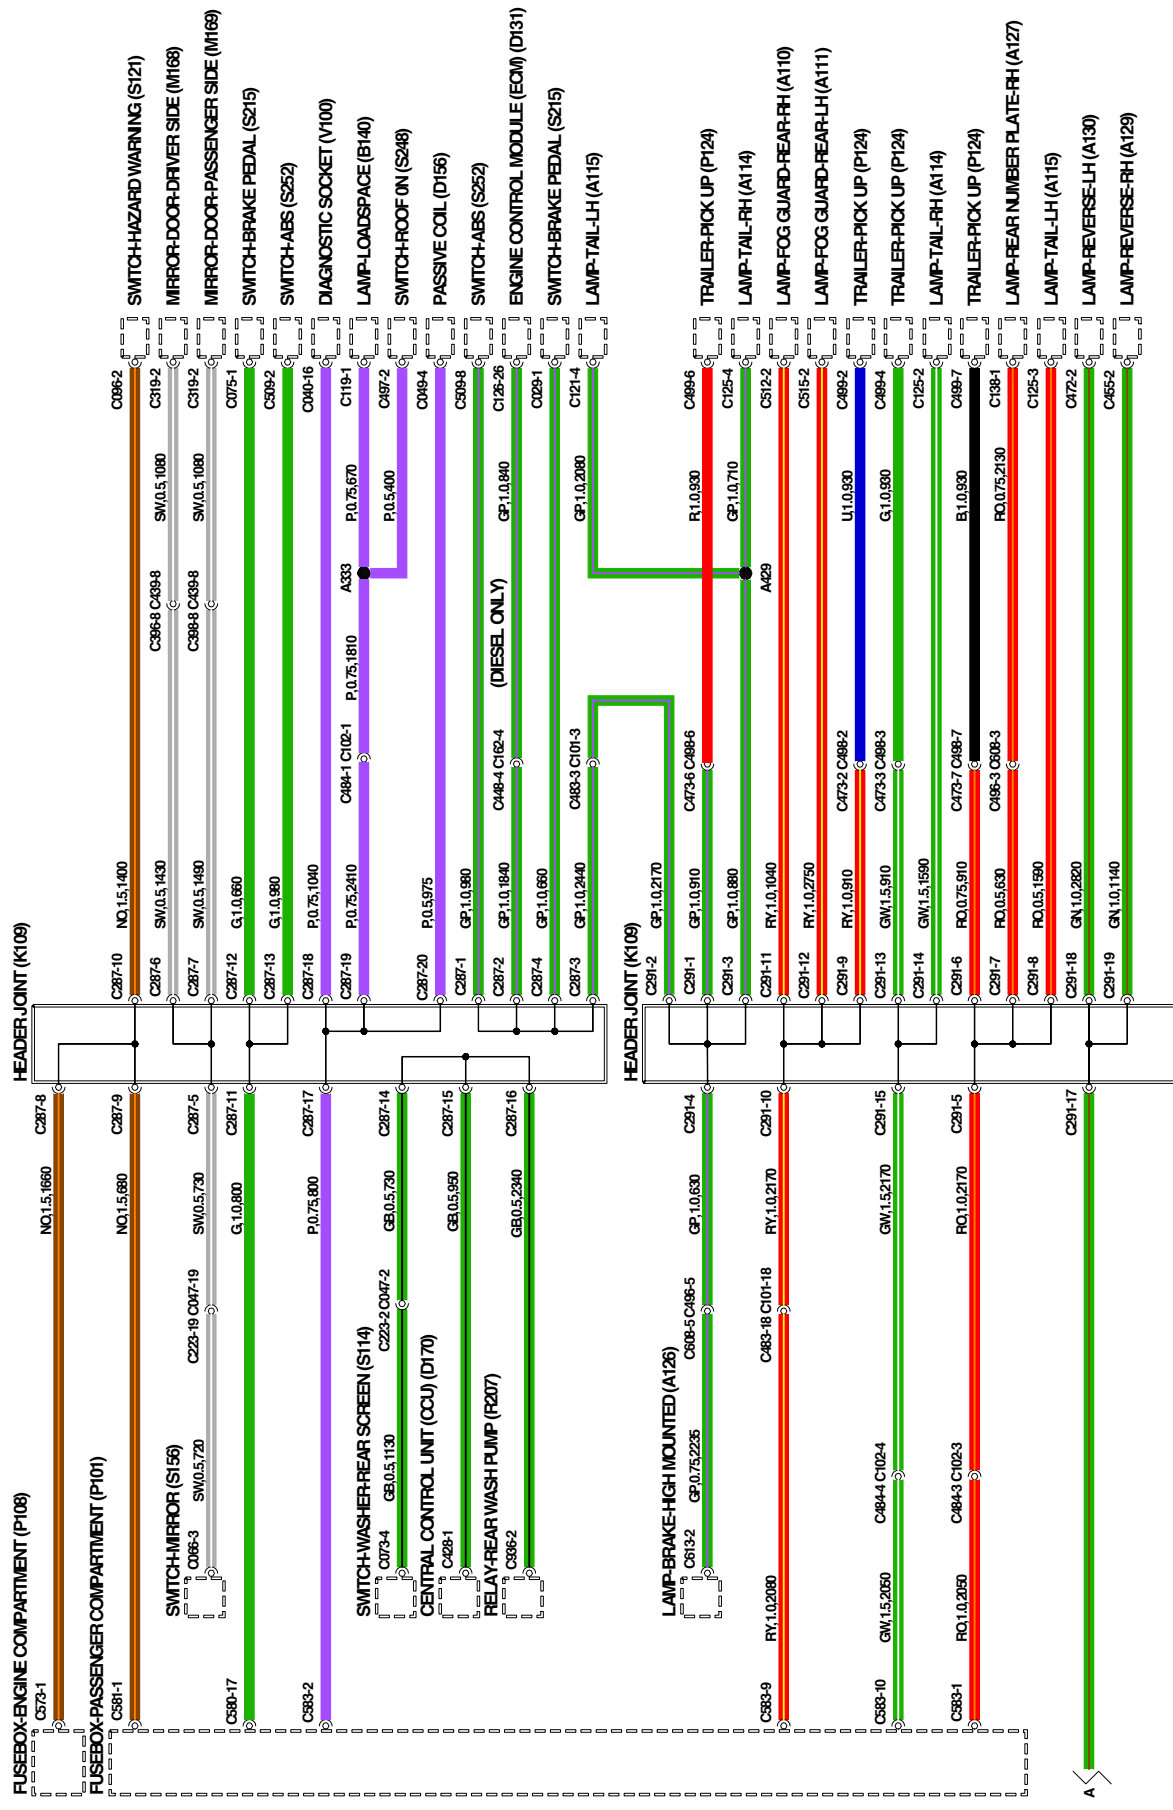 FUSEBOX-ENGINE COMPARTMENT (P108)
C573-1
NO,1.5,1660
C287-8
HEADER JOINT (K109)
FUSEBOX-PASSENGER COMPARTMENT (P101)
C581-1
NO,1.5,680
C287-9
C287-10
NO,1.5,1400
C096-2
SWITCH-HAZARD WARNING (S121)
C287-6
SW,0.5,1430
C396-8 C439-8
SW,0.5,1080
C319-2
MIRROR-DOOR-DRIVER SIDE (M168)
SWITCH-MIRROR (S156)
C066-3
SW,0.5,720
C223-19 C047-19
SW,0.5,730
C287-5
C287-7
SW,0.5,1490
C398-8 C439-8
SW,0.5,1080
C319-2
MIRROR-DOOR-PASSENGER SIDE (M169)
C580-17
G,1.0,800
C287-11
C287-12
G,1.0,660
C075-1
SWITCH-BRAKE PEDAL (S215)
C287-13
G,1.0,980
C509-2
SWITCH-ABS (S252)
C583-2
P,0.75,800
C287-17
C287-18
P,0.75,1040
C040-16
DIAGNOSTIC SOCKET (V100)
C287-19
P,0.75,2410
C484-1 C102-1
P,0.75,1810
A333
P,0.75,670
C119-1
LAMP-LOADSPACE (B140)
P,0.5,400
C497-2
SWITCH-ROOF 0N (S248)
SWITCH-WASHER-REAR SCREEN (S114)
C073-4
GB,0.5,1130
C223-2 C047-2
GB,0.5,730
C287-14
C287-20
P,0.5,975
C049-4
PASSIVE COIL (D156)
CENTRAL CONTROL UNIT (CCU) (D170)
C428-1
GB,0.5,950
C287-15
C287-1
GP,1.0,980
C509-8
SWITCH-ABS (S252)
RELAY-REAR WASH PUMP (R207)
C936-2
GB,0.5,2340
C287-16
C287-2
GP,1.0,1840
C448-4 C162-4
(DIESEL ONLY)
GP,1.0,840
C126-26
ENGINE CONTROL MODULE (ECM) (D131)
C287-4
GP,1.0,660
C029-1
SWITCH-BRAKE PEDAL (S215)
C287-3
GP,1.0,2440
C483-3 C101-3
GP,1.0,2080
C121-4
LAMP-TAIL-LH (A115)
HEADER JOINT (K109)
C291-2
GP,1.0,2170
LAMP-BRAKE-HIGH MOUNTED (A126)
C613-2
GP,0.75,2235
C608-5 C496-5
GP,1.0,630
C291-4
C291-1
GP,1.0,910
C473-6 C498-6
R,1.0,930
C499-6
TRAILER-PICK UP (P124)
C291-3
GP,1.0,880
A429
GP,1.0,710
C125-4
LAMP-TAIL-RH (A114)
C583-9
RY,1.0,2080
C483-18 C101-18
RY,1.0,2170
C291-10
C291-11
RY,1.0,1040
C512-2
LAMP-FOG GUARD-REAR-RH (A110)
C291-12
RY,1.0,2750
C515-2
LAMP-FOG GUARD-REAR-LH (A111)
C291-9
RY,1.0,910
C473-2 C498-2
U,1.0,930
C499-2
TRAILER-PICK UP (P124)
C583-10
GW,1.5,2050
C484-4 C102-4
GW,1.5,2170
C291-15
C291-13
GW,1.5,910
C473-3 C498-3
G,1.0,930
C499-4
TRAILER-PICK UP (P124)
C291-14
GW,1.5,1590
C125-2
LAMP-TAIL-RH (A114)
C583-1
RO,1.0,2050
C484-3 C102-3
RO,1.0,2170
C291-5
C291-6
RO,0.75,910
C473-7 C498-7
B,1.0,930
C499-7
TRAILER-PICK UP (P124)
C291-7
RO,0.5,630
C496-3 C608-3
RO,0.75,2130
C138-1
LAMP-REAR NUMBER PLATE-RH (A127)
C291-8
RO,0.5,1590
C125-3
LAMP-TAIL-LH (A115)
A
C291-17
C291-18
GN,1.0,2820
C472-2
LAMP-REVERSE-LH (A130)
C291-19
GN,1.0,1140
C455-2
LAMP-REVERSE-RH (A129)